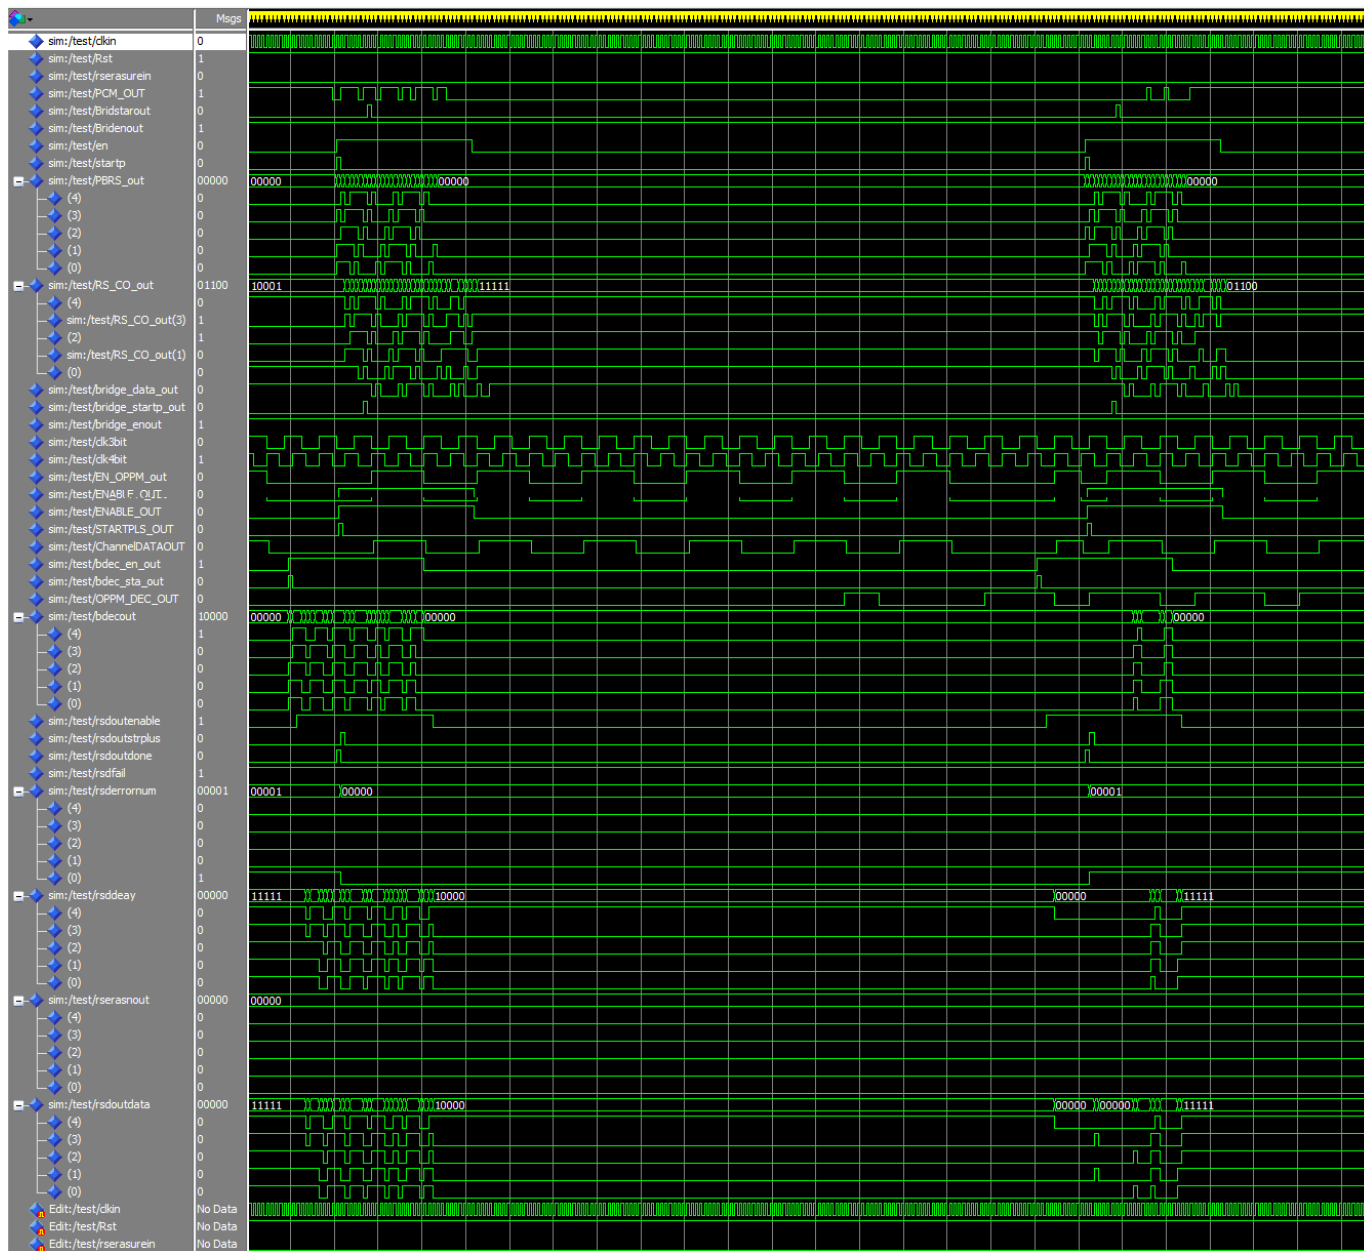 Msgs
sim:/test/clkin 0
sim:/test/Rst 1
sim:/test/rserasurein 0
sim:/test/PCM_OUT 1
sim:/test/Bridstarout 0
sim:/test/Bridenout 1
sim:/test/en 0
sim:/test/startp 0
sim:/test/PBRS_out 00000 00000 00000 00000
(4) 0
(3) 0
(2) 0
(1) 0
(0) 0
sim:/test/RS_CO_out 01100 10001 11111 01100
(4) 0
sim:/test/RS_CO_out(3) 1
(2) 1
sim:/test/RS_CO_out(1) 0
(0) 0
sim:/test/bridge_data_out 0
sim:/test/bridge_startp_out 0
sim:/test/bridge_enout 1
sim:/test/clk3bit 0
sim:/test/clk4bit 1
sim:/test/EN_OPPM_out 0
0
sim:/test/ENABLE_OUT 0
sim:/test/STARTPLS_OUT 0
sim:/test/ChannelDATAOUT 0
sim:/test/bdec_en_out 1
sim:/test/bdec_sta_out 0
sim:/test/OPPM_DEC_OUT 0
sim:/test/bdecout 10000 00000 00000 00000
(4) 1
(3) 0
(2) 0
(1) 0
(0) 0
sim:/test/rsdoutenable 1
sim:/test/rsdoutstrplus 0
sim:/test/rsdoutdone 0
sim:/test/rsdfail 1
sim:/test/rsderrornum 00001 00001 00000 00001
(4) 0
(3) 0
(2) 0
(1) 0
(0) 1
sim:/test/rsddeay 00000 11111 10000 00000 11111
(4) 0
(3) 0
(2) 0
(1) 0
(0) 0
sim:/test/rserasnout 00000 00000
(4) 0
(3) 0
(2) 0
(1) 0
(0) 0
sim:/test/rsdoutdata 00000 11111 10000 00000 00000 11111
(4) 0
(3) 0
(2) 0
(1) 0
(0) 0
Edit:/test/clkin No Data
Edit:/test/Rst No Data
Edit:/test/rserasurein No Data